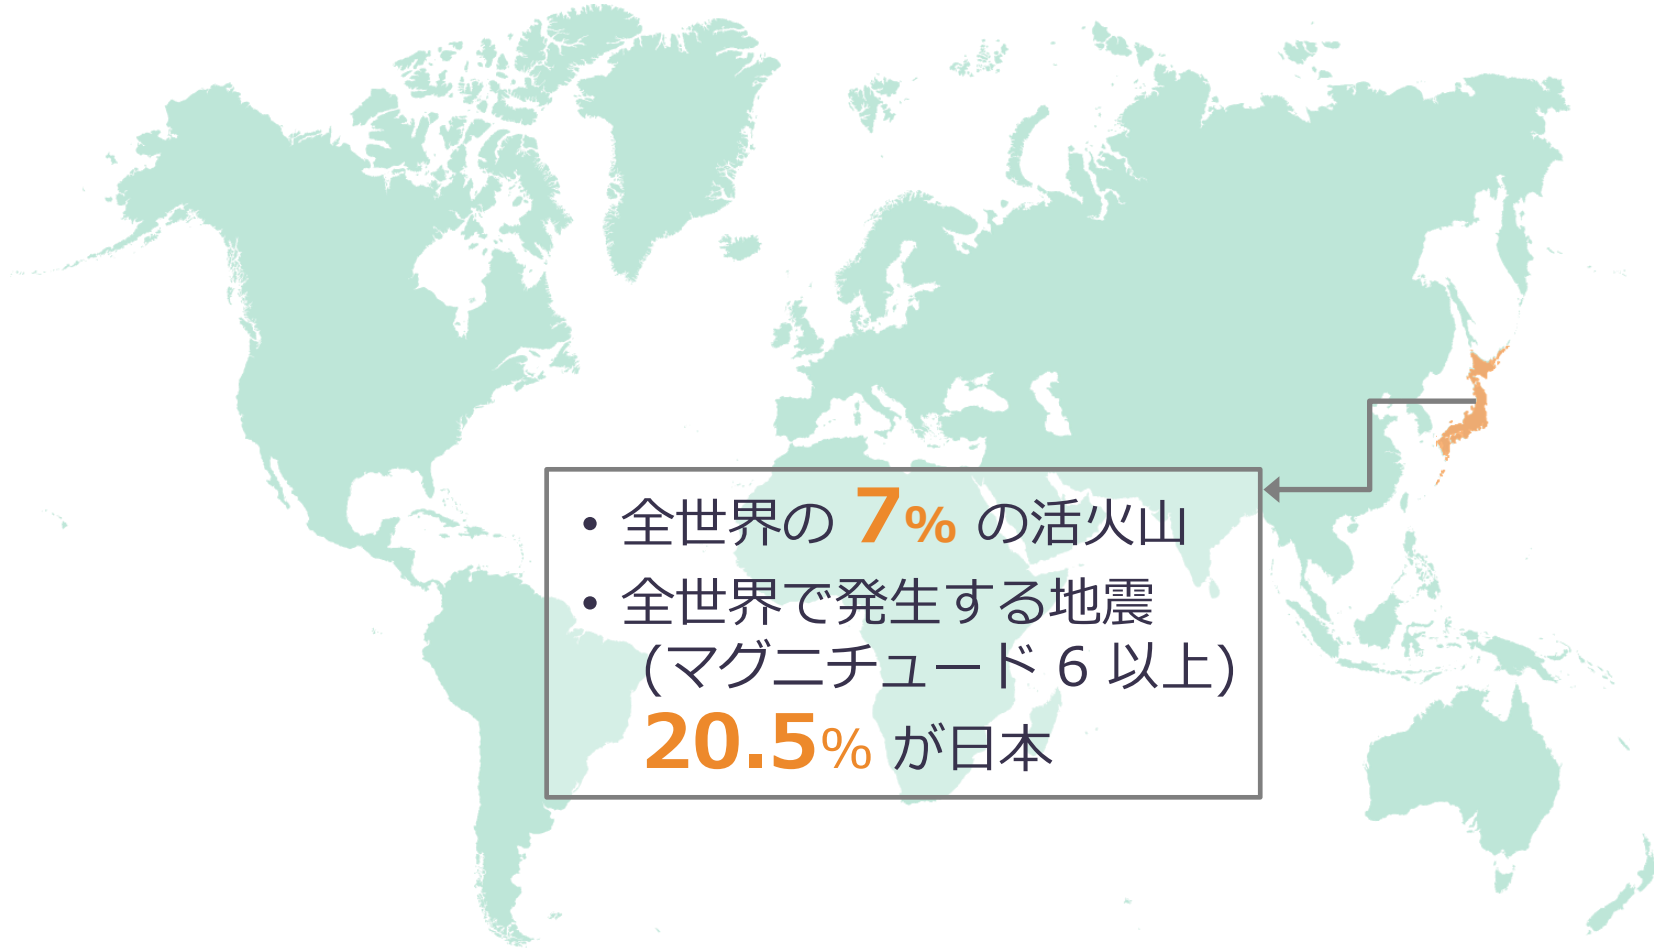 • 全世界の 7% の活火山
• 全世界で発生する地震
(マグニチュード 6 以上)
20.5% が日本